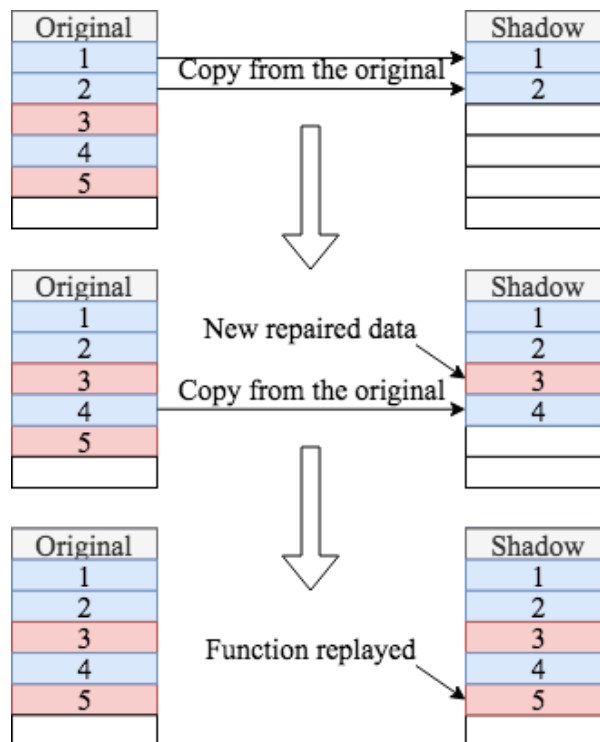 Original Shadow
1 1
Copy from the original
2 2
3
4
5
Original Shadow
1 1
New repaired data
2 2
3 3
Copy from the original
4 4
5
Original Shadow
1 1
2 2
3 3
Function replayed
4 4
5 5